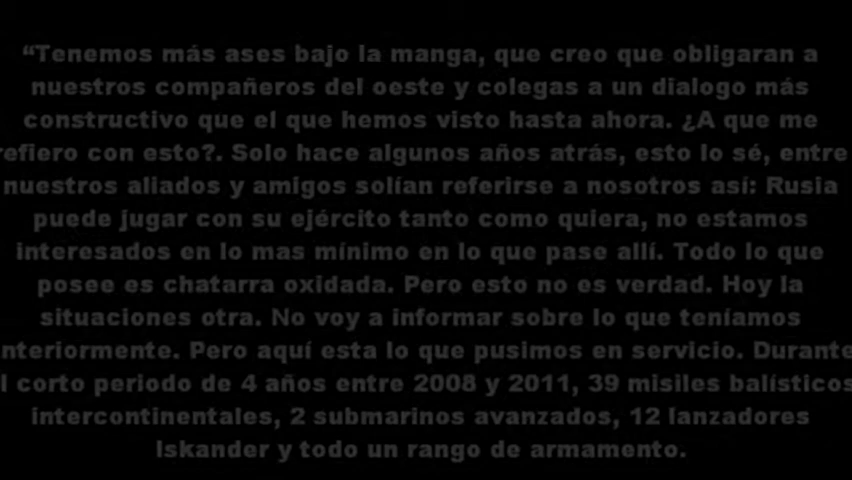 “Tenemos más ases bajo la manga, que creo que obligaran a
nuestros compañeros del oeste y colegas a un dialogo más
constructivo que el que hemos visto hasta ahora. ¿A que me
refiero con esto?. Solo hace algunos años atrás, esto lo sé, entre
nuestros aliados y amigos solían referirse a nosotros así: Rusia
puede jugar con su ejército tanto como quiera, no estamos
interesados en lo mas mínimo en lo que pase allí. Todo lo que
posee es chatarra oxidada. Pero esto no es verdad. Hoy la
situaciones otra. No voy a informar sobre lo que teníamos
nteriormente. Pero aquí esta lo que pusimos en servicio. Durante
l corto periodo de 4 años entre 2008 y 2011, 39 misiles balísticos
intercontinentales, 2 submarinos avanzados, 12 lanzadores
Iskander y todo un rango de armamento.